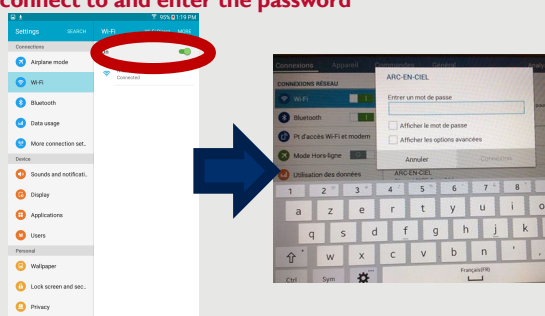 connect to and enter the password
95% 1:19 PM
Settings SEARCH
Wi-Fi MORE
Connections
Airplane mode
Wi-Fi
Connected
Bluetooth
Data usage
More connection set..
Device
Sounds and notificati..
Display
Applications
Users
Personal
Wallpaper
Lock screen and sec..
Privacy
Connexions Appareil Commandes Général
CONNEXIONS RÉSEAU
Wi-Fi
Bluetooth
Pt d'accès Wi-Fi et modem
Mode Hors-ligne
Utilisation des données
ARC-EN-CIEL
Entrer un mot de passe
Afficher le mot de passe
Afficher les options avancées
Annuler Connexion
ARC-EN-CIEL
1 2 3 4 5 6 7 8
a z e r t y u i o
q s d f g h j k
w x c v b n ' ,
Ctrl Sym Français(FR)